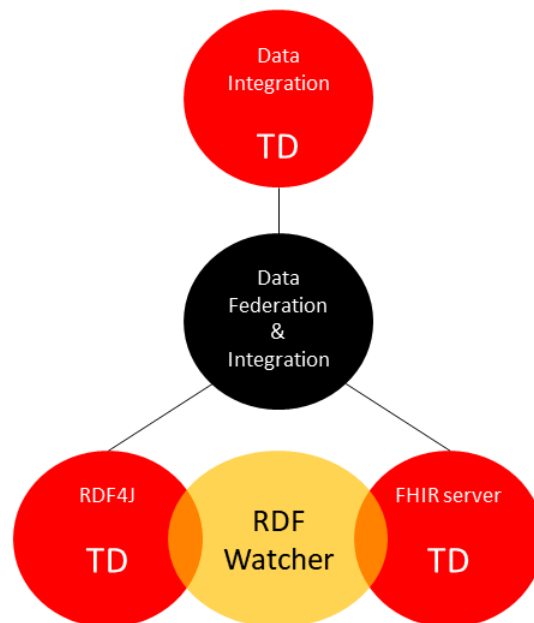 Data
Integration
TD
Data
Federation
&
Integration
RDF4J
TD
RDF
Watcher
FHIR server
TD